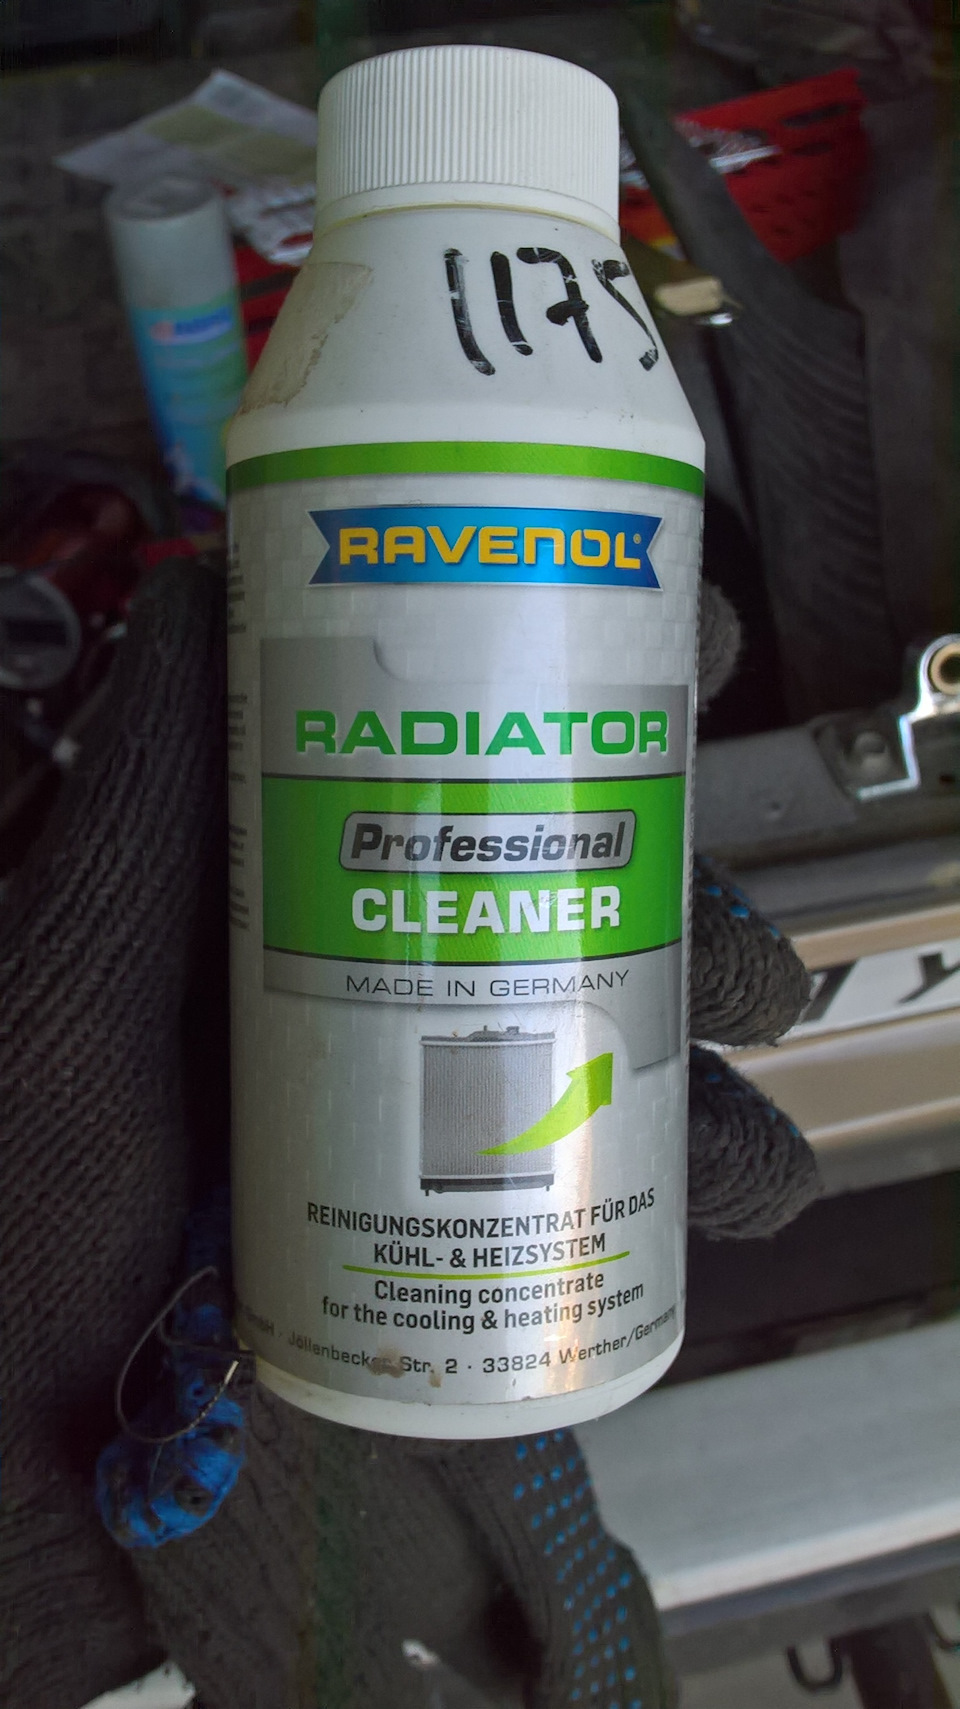 1175
RAVENOL®
RADIATOR
Professional
CLEANER
MADE IN GERMANY
REINIGUNGSKONZENTRAT FÜR DAS
KÜHL- & HEIZSYSTEM
Cleaning concentrate
for the cooling & heating system
Jöllenbecker Str. 2 · 33824 Werther/Germany